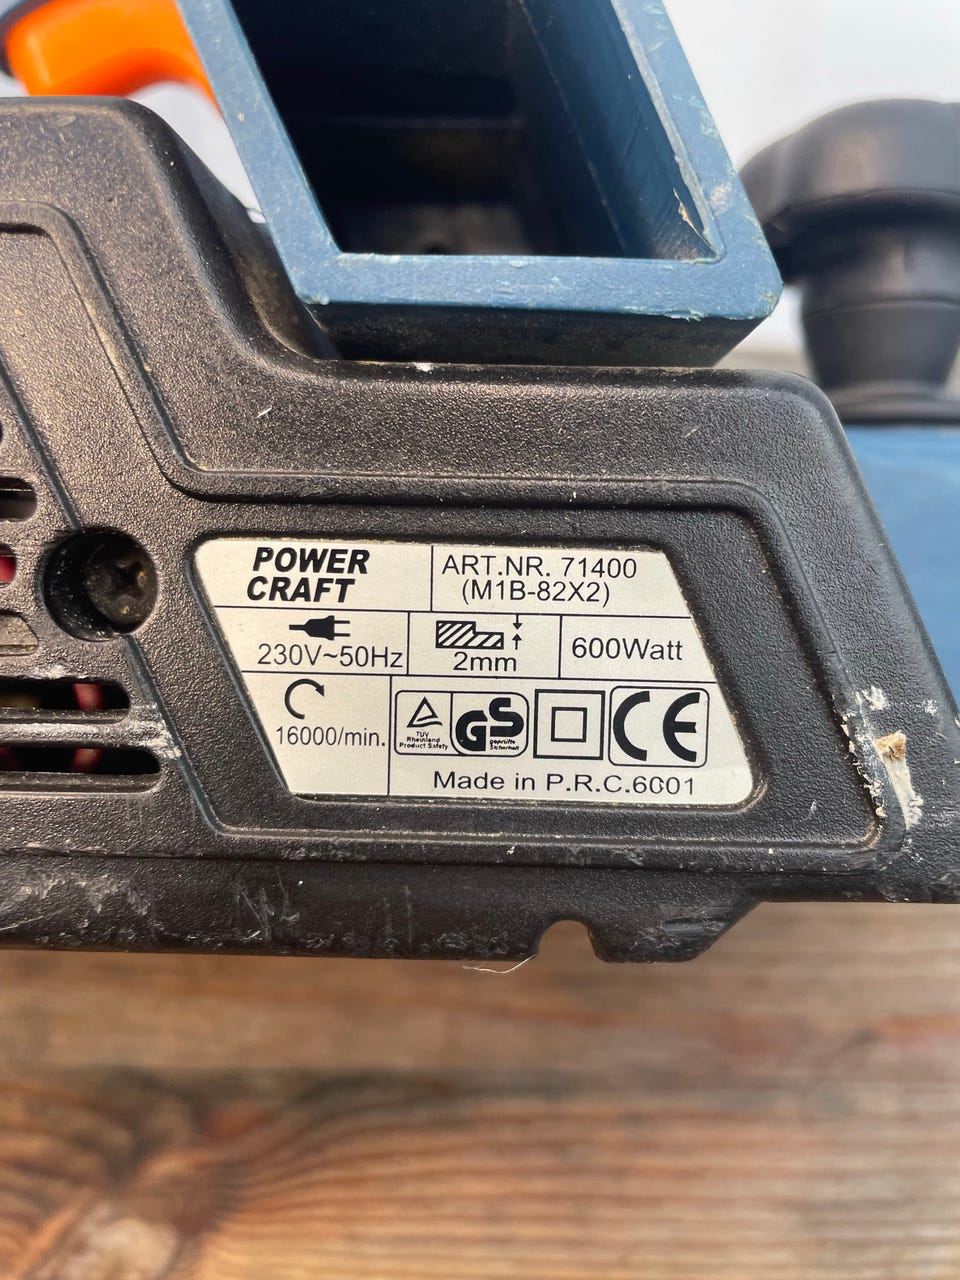 POWER
CRAFT
ART.NR. 71400
(M1B-82X2)
230V~50Hz
2mm
600Watt
16000/min.
TÜV
Rheinland
Product Safety
GS
geprüfte
Sicherheit
CE
Made in P.R.C.6001